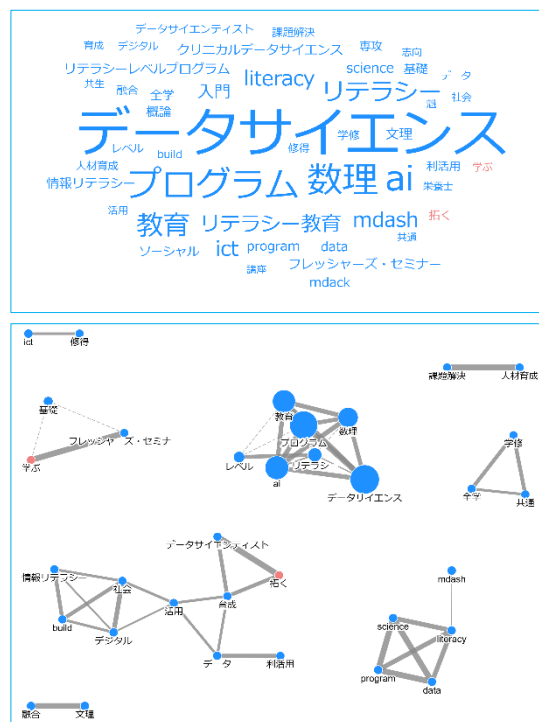 データサイエンティスト 課題解決
育成 デジタル クリニカルデータサイエンス 専攻 志向
リテラシーレベルプログラム literacy science 基礎 データ
共生 融合 全学 入門 リテラシー 冠 社会
概論
データサイエンス
レベル build 修得 学修 文理
人材育成 プログラム 数理 ai 利活用 学ぶ
情報リテラシー 栄養士
活用 教育 リテラシー教育 mdash 拓く
ソーシャル ict program data 共通
講座 フレッシャーズ・セミナー
mdack
ict 修得
課題解決 人材育成
基礎
フレッシャーズ・セミナ
学ぶ
教育
数理
プログラム
レベル リテラシ
ai
データサイエンス
学修
全学 共通
データサイエンティスト
情報リテラシー 社会 拓く
活用 育成
build デジタル
データ 利活用
mdash
science literacy
program data
融合 文理